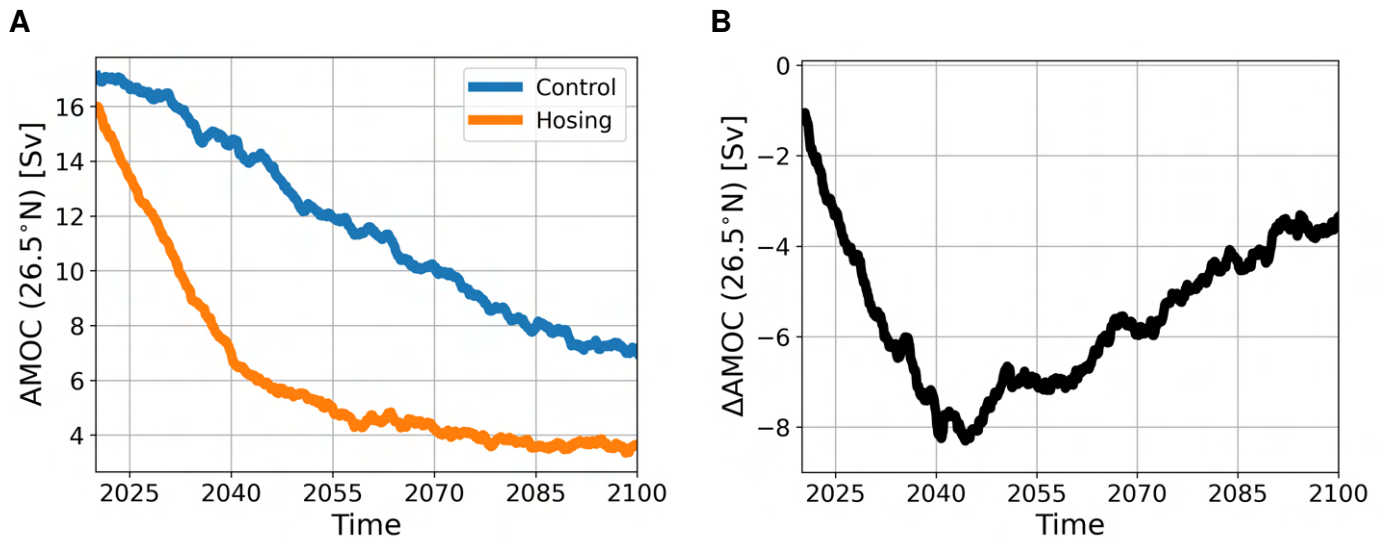 A
AMOC (26.5°N) [Sv]
16
14
12
10
8
6
4
Control
Hosing
2025 2040 2055 2070 2085 2100
Time
B
ΔAMOC (26.5°N) [Sv]
0
−2
−4
−6
−8
2025 2040 2055 2070 2085 2100
Time